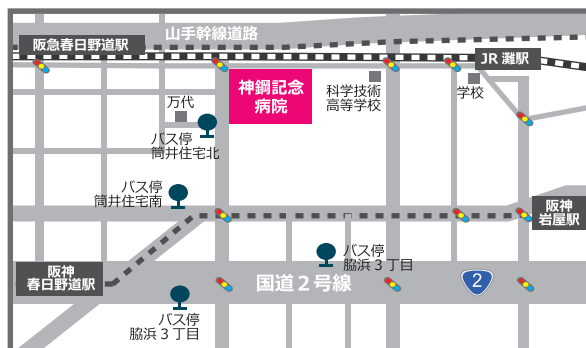 山手幹線道路
阪急春日野道駅
JR 灘駅
神鋼記念
病院
科学技術
高等学校
学校
万代
バス停
筒井住宅北
バス停
筒井住宅南
阪神
岩屋駅
バス停
脇浜3丁目
阪神
春日野道駅
国道2号線
2
バス停
脇浜3丁目